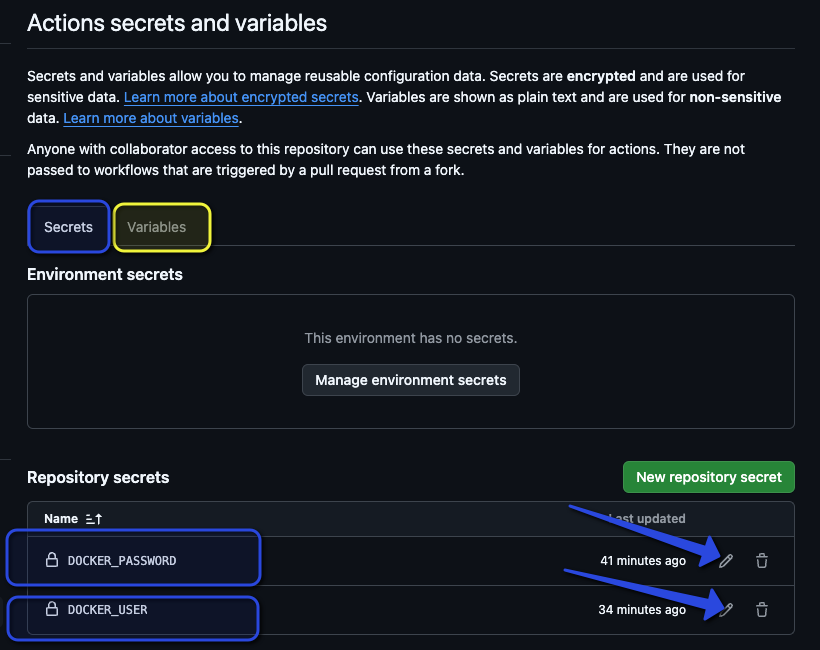 Actions secrets and variables
Secrets and variables allow you to manage reusable configuration data. Secrets are encrypted and are used for
sensitive data. Learn more about encrypted secrets. Variables are shown as plain text and are used for non-sensitive
data. Learn more about variables.
Anyone with collaborator access to this repository can use these secrets and variables for actions. They are not
passed to workflows that are triggered by a pull request from a fork.
Secrets Variables
Environment secrets
This environment has no secrets.
Manage environment secrets
Repository secrets New repository secret
Name Last updated
DOCKER_PASSWORD 41 minutes ago
DOCKER_USER 34 minutes ago